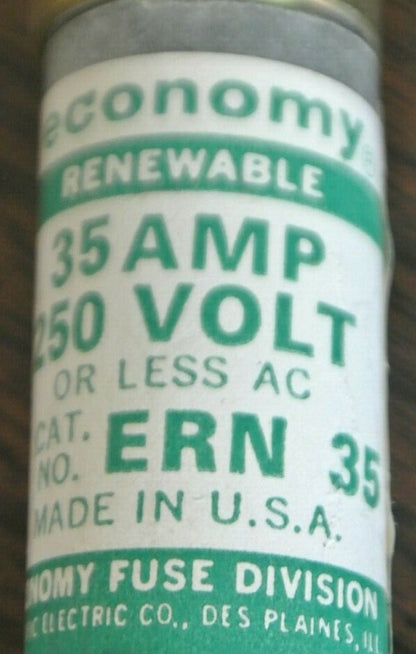 economy®
RENEWABLE
35 AMP
250 VOLT
OR LESS AC
CAT. NO. ERN 35
MADE IN U.S.A.
NOMY FUSE DIVISION
IC ELECTRIC CO., DES PLAINES, ILL